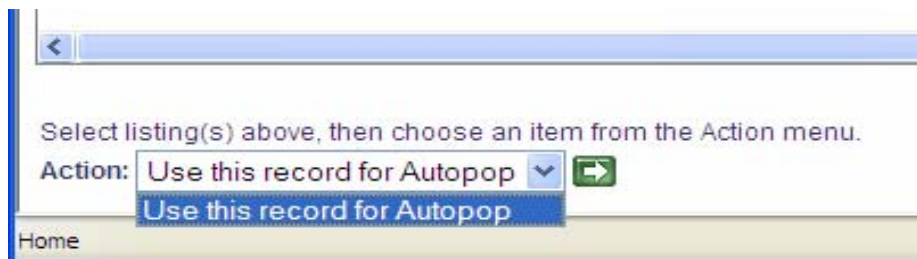 Select listing(s) above, then choose an item from the Action menu.
Action: Use this record for Autopop
Use this record for Autopop
Home